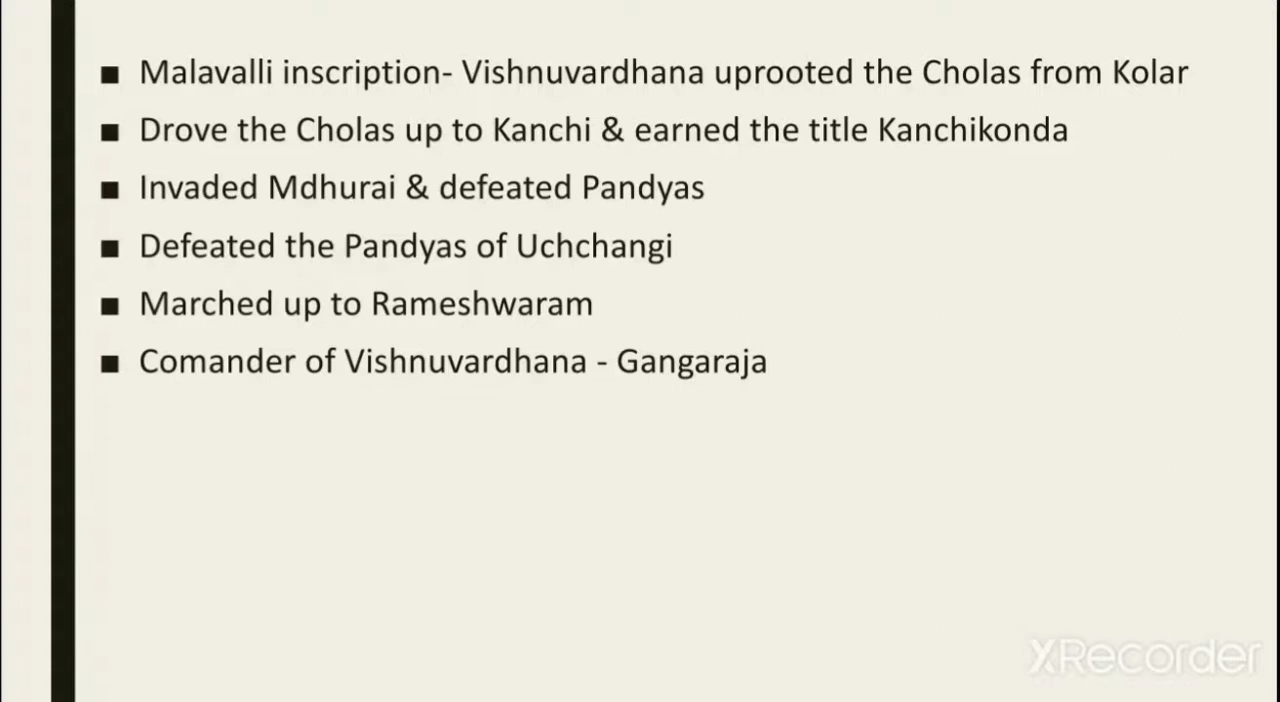 ■ Malavalli inscription- Vishnuvardhana uprooted the Cholas from Kolar
■ Drove the Cholas up to Kanchi & earned the title Kanchikonda
■ Invaded Mdhurai & defeated Pandyas
■ Defeated the Pandyas of Uchchangi
■ Marched up to Rameshwaram
■ Comander of Vishnuvardhana - Gangaraja
XRecorder